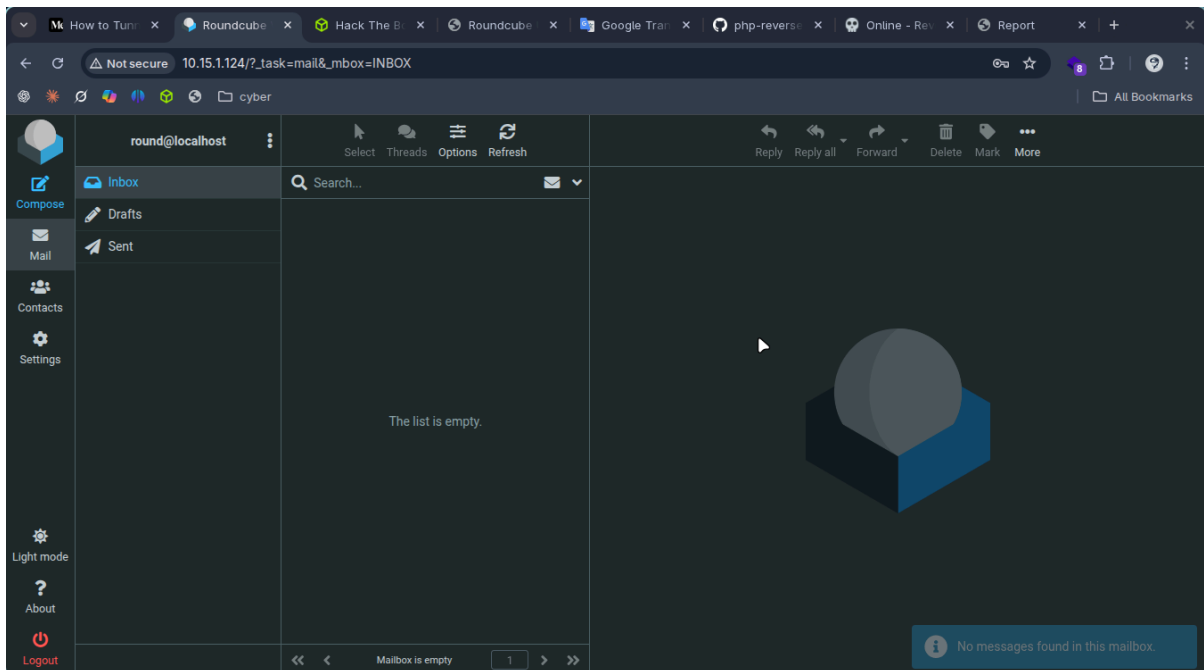 How to Tunn
Roundcube
Hack The Bo
Roundcube
Google Tran
php-reverse
Online - Rev
Report
Not secure 10.15.1.124/?_task=mail&_mbox=INBOX
8
cyber
All Bookmarks
round@localhost
Select Threads Options Refresh
Reply Reply all Forward Delete Mark More
Compose
Mail
Contacts
Settings
Inbox
Drafts
Sent
Search...
The list is empty.
Light mode
About
Logout
Mailbox is empty
1
No messages found in this mailbox.